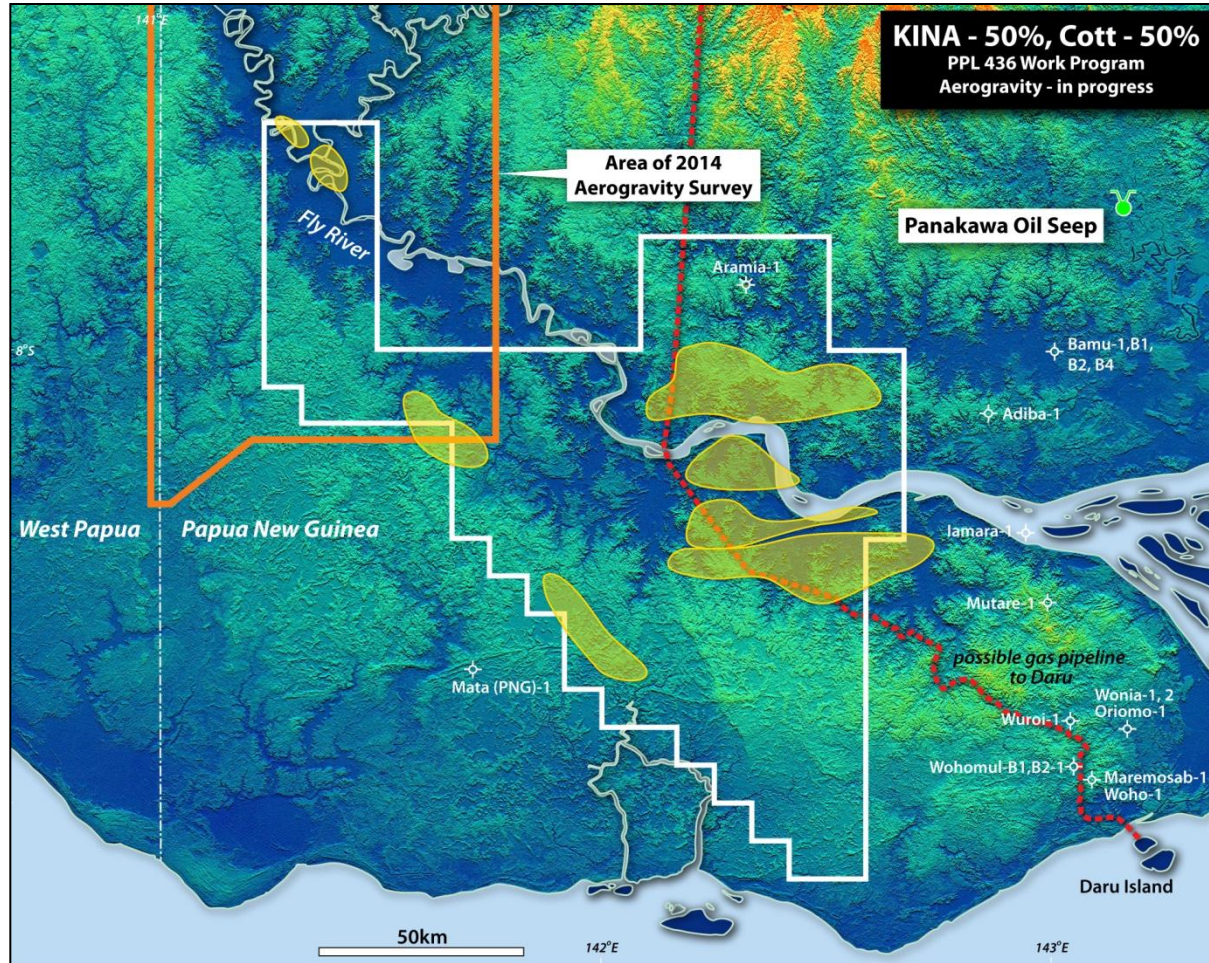 141°E
KINA - 50%, Cott - 50%
PPL 436 Work Program
Aerogravity - in progress
Area of 2014
Aerogravity Survey
Panakawa Oil Seep
Fly River
Aramia-1
8°S
Bamu-1,B1,
B2, B4
Adiba-1
West Papua
Papua New Guinea
Iamara-1
Mutare-1
possible gas pipeline
to Daru
Mata (PNG)-1
Wonia-1, 2
Oriomo-1
Wuroi-1
Wohomul-B1,B2-1
Maremosab-1
Woho-1
Daru Island
50km
142°E
143°E